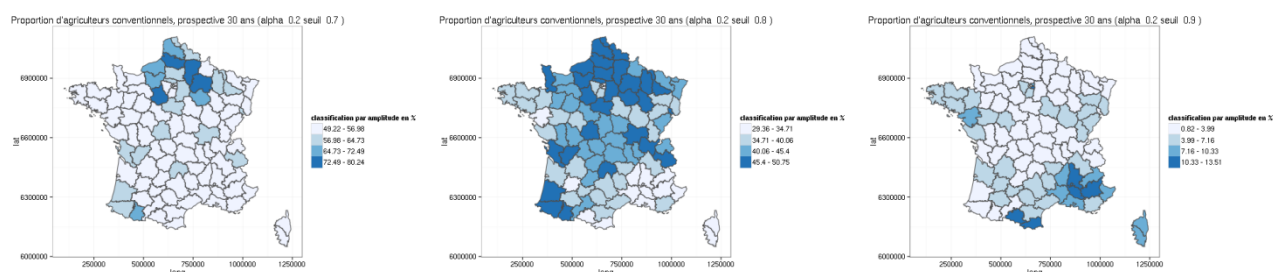 Proportion d'agriculteurs conventionnels, prospective 30 ans (alpha 0.2 seuil 0.7 )
6900000
6600000
6300000
6000000
lat
250000 500000 750000 1000000 1250000
long
classification par amplitude en %
49.22 - 56.98
56.98 - 64.73
64.73 - 72.49
72.49 - 80.24
Proportion d'agriculteurs conventionnels, prospective 30 ans (alpha 0.2 seuil 0.8 )
6900000
6600000
6300000
6000000
lat
250000 500000 750000 1000000 1250000
long
classification par amplitude en %
29.36 - 34.71
34.71 - 40.06
40.06 - 45.4
45.4 - 50.75
Proportion d'agriculteurs conventionnels, prospective 30 ans (alpha 0.2 seuil 0.9 )
6900000
6600000
6300000
6000000
lat
250000 500000 750000 1000000 1250000
long
classification par amplitude en %
0.82 - 3.99
3.99 - 7.16
7.16 - 10.33
10.33 - 13.51